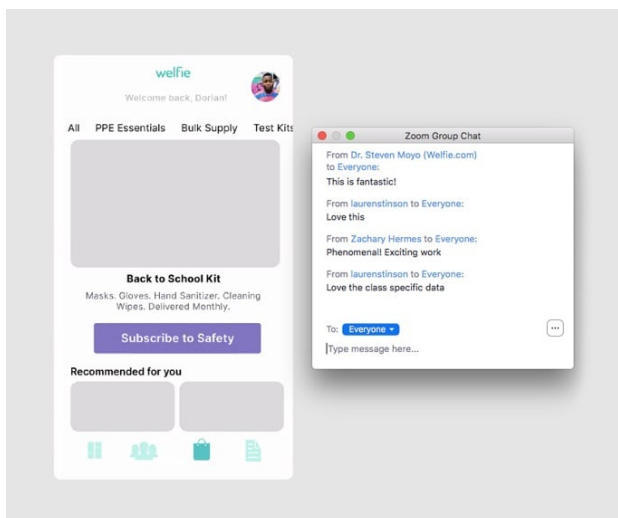 welfie
Welcome back, Dorian!
All PPE Essentials Bulk Supply Test Kits
Back to School Kit
Masks. Gloves. Hand Sanitizer. Cleaning
Wipes. Delivered Monthly.
Subscribe to Safety
Recommended for you
Zoom Group Chat
From Dr. Steven Moyo (Welfie.com)
to Everyone:
This is fantastic!
From laurenstinson to Everyone:
Love this
From Zachary Hermes to Everyone:
Phenomenal! Exciting work
From laurenstinson to Everyone:
Love the class specific data
To: Everyone
Type message here...